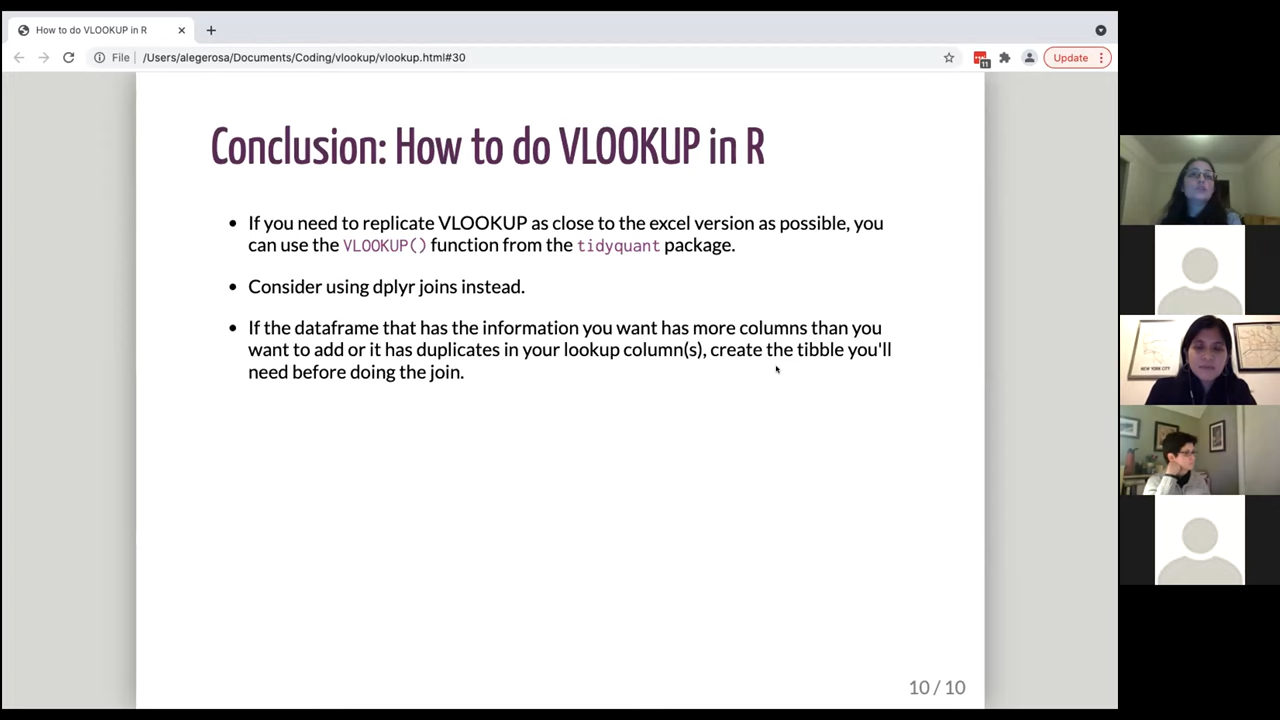 How to do VLOOKUP in R
File
/Users/alegerosa/Documents/Coding/vlookup/vlookup.html#30
11
Update
Conclusion: How to do VLOOKUP in R
If you need to replicate VLOOKUP as close to the excel version as possible, you
can use the VLOOKUP() function from the tidyquant package.
Consider using dplyr joins instead.
If the dataframe that has the information you want has more columns than you
want to add or it has duplicates in your lookup column(s), create the tibble you'll
need before doing the join.
10 / 10
NEW YORK CITY